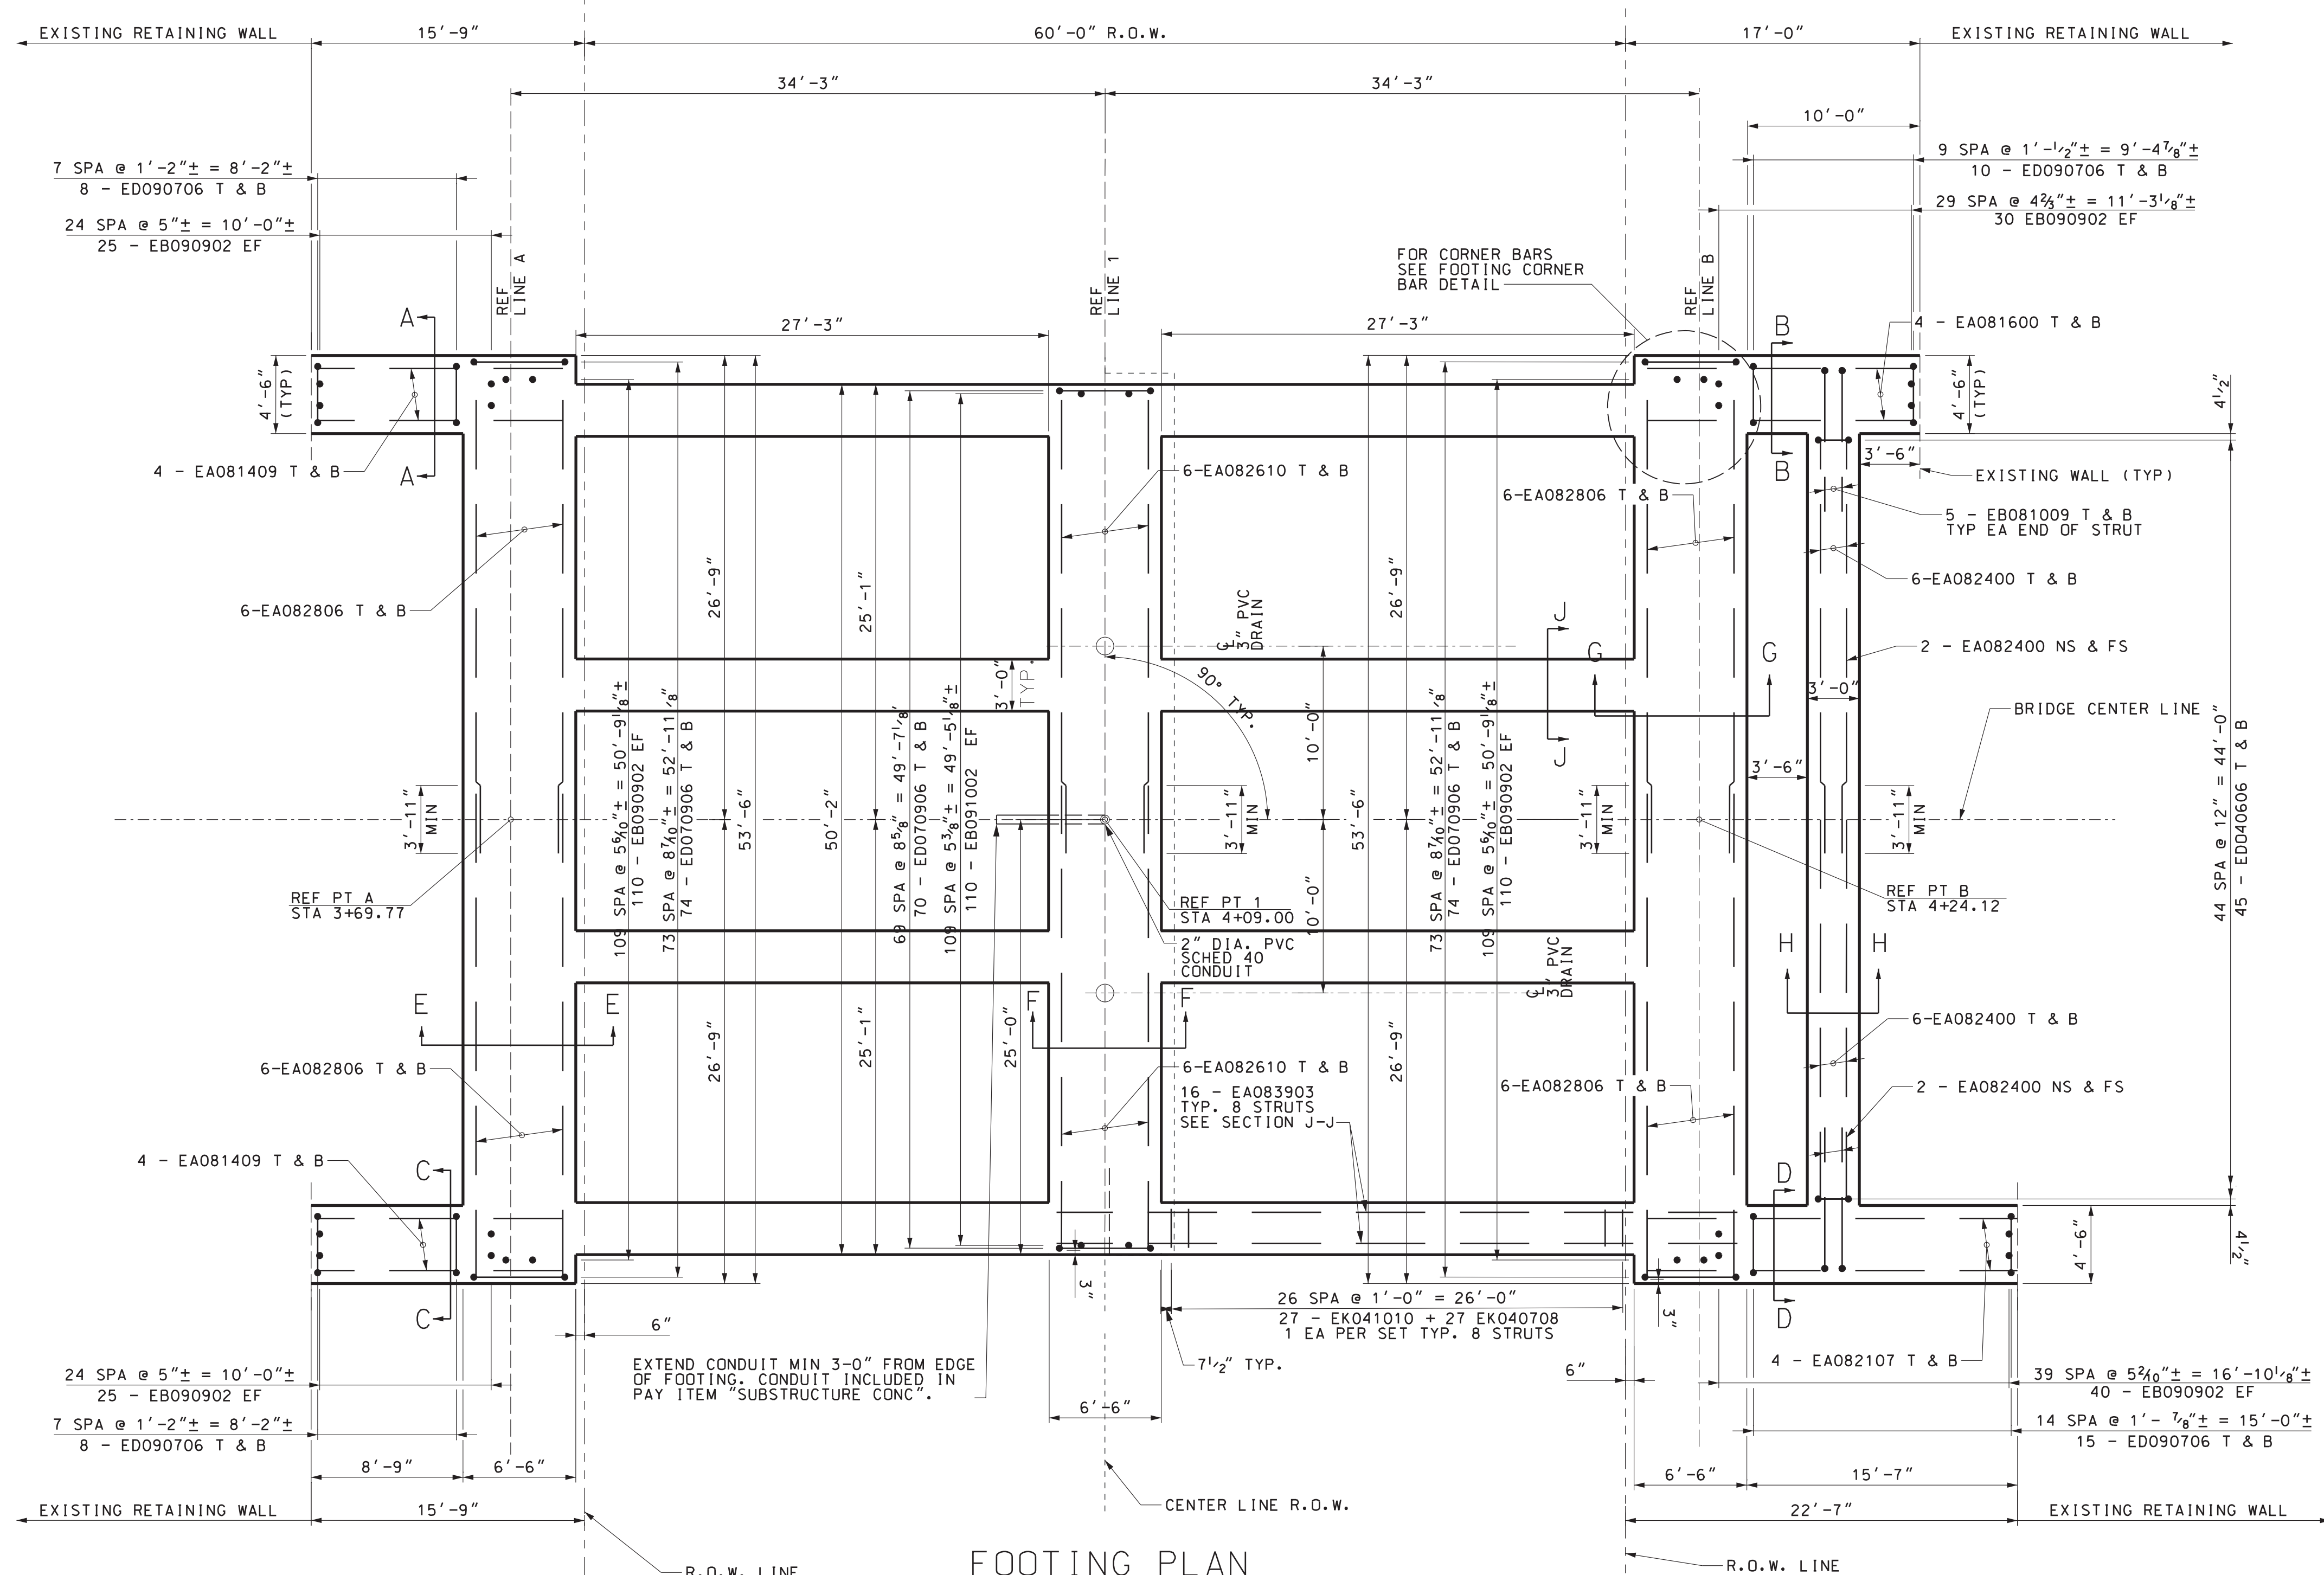 EXISTING RETAINING WALL
15'-9"
60'-0" R.O.W.
17'-0"
EXISTING RETAINING WALL
34'-3"
34'-3"
10'-0"
7 SPA @ 1'-2"± = 8'-2"±
8 - ED090706 T & B
9 SPA @ 1'-1/2"± = 9'-4 7/8"±
10 - ED090706 T & B
24 SPA @ 5"± = 10'-0"±
25 - EB090902 EF
29 SPA @ 4 2/3"± = 11'-3 1/8"±
30 EB090902 EF
REF
LINE A
REF
LINE 1
FOR CORNER BARS
SEE FOOTING CORNER
BAR DETAIL
REF
LINE B
A
27'-3"
27'-3"
B
4 - EA081600 T & B
4'-6"
(TYP)
4'-6"
(TYP)
4 1/2"
4 - EA081409 T & B
A
6-EA082610 T & B
B
3'-6"
EXISTING WALL (TYP)
6-EA082806 T & B
5 - EB081009 T & B
TYP EA END OF STRUT
6-EA082806 T & B
6-EA082400 T & B
26'-9"
25'-1"
26'-9"
℄
3" PVC
DRAIN
J
G
G
2 - EA082400 NS & FS
3'-0"
TYP.
90° TYP.
3'-0"
BRIDGE CENTER LINE
10'-0"
J
3'-6"
109 SPA @ 5 6/10"± = 50'-9 1/8"±
110 - EB090902 EF
73 SPA @ 8 7/10"± = 52'-11 7/8"
74 - ED070906 T & B
53'-6"
50'-2"
69 SPA @ 8 5/8" = 49'-7 1/8'
70 - ED070906 T & B
109 SPA @ 5 3/8"± = 49'-5 1/8"±
110 - EB091002 EF
53'-6"
73 SPA @ 8 7/10"± = 52'-11 7/8"
74 - ED070906 T & B
109 SPA @ 5 6/10"± = 50'-9 1/8"±
110 - EB090902 EF
44 SPA @ 12" = 44'-0"
45 - ED040606 T & B
3'-11"
MIN
3'-11"
MIN
3'-11"
MIN
3'-11"
MIN
REF PT A
STA 3+69.77
REF PT 1
STA 4+09.00
REF PT B
STA 4+24.12
10'-0"
2" DIA. PVC
SCHED 40
CONDUIT
℄
3" PVC
DRAIN
H
H
E
E
F
F
6-EA082400 T & B
26'-9"
25'-1"
25'-0"
26'-9"
6-EA082806 T & B
6-EA082610 T & B
6-EA082806 T & B
2 - EA082400 NS & FS
16 - EA083903
TYP. 8 STRUTS
SEE SECTION J-J
4 - EA081409 T & B
C
D
4'-9"
4 1/2"
3"
3"
C
D
26 SPA @ 1'-0" = 26'-0"
27 - EK041010 + 27 EK040708
1 EA PER SET TYP. 8 STRUTS
6"
EXTEND CONDUIT MIN 3-0" FROM EDGE
OF FOOTING. CONDUIT INCLUDED IN
PAY ITEM "SUBSTRUCTURE CONC".
7 1/2" TYP.
6"
4 - EA082107 T & B
24 SPA @ 5"± = 10'-0"±
25 - EB090902 EF
39 SPA @ 5 2/10"± = 16'-10 1/8"±
40 - EB090902 EF
6'-6"
7 SPA @ 1'-2"± = 8'-2"±
8 - ED090706 T & B
14 SPA @ 1'- 7/8"± = 15'-0"±
15 - ED090706 T & B
8'-9"
6'-6"
6'-6"
15'-7"
EXISTING RETAINING WALL
15'-9"
CENTER LINE R.O.W.
22'-7"
EXISTING RETAINING WALL
FOOTING PLAN
R.O.W. LINE
R.O.W. LINE